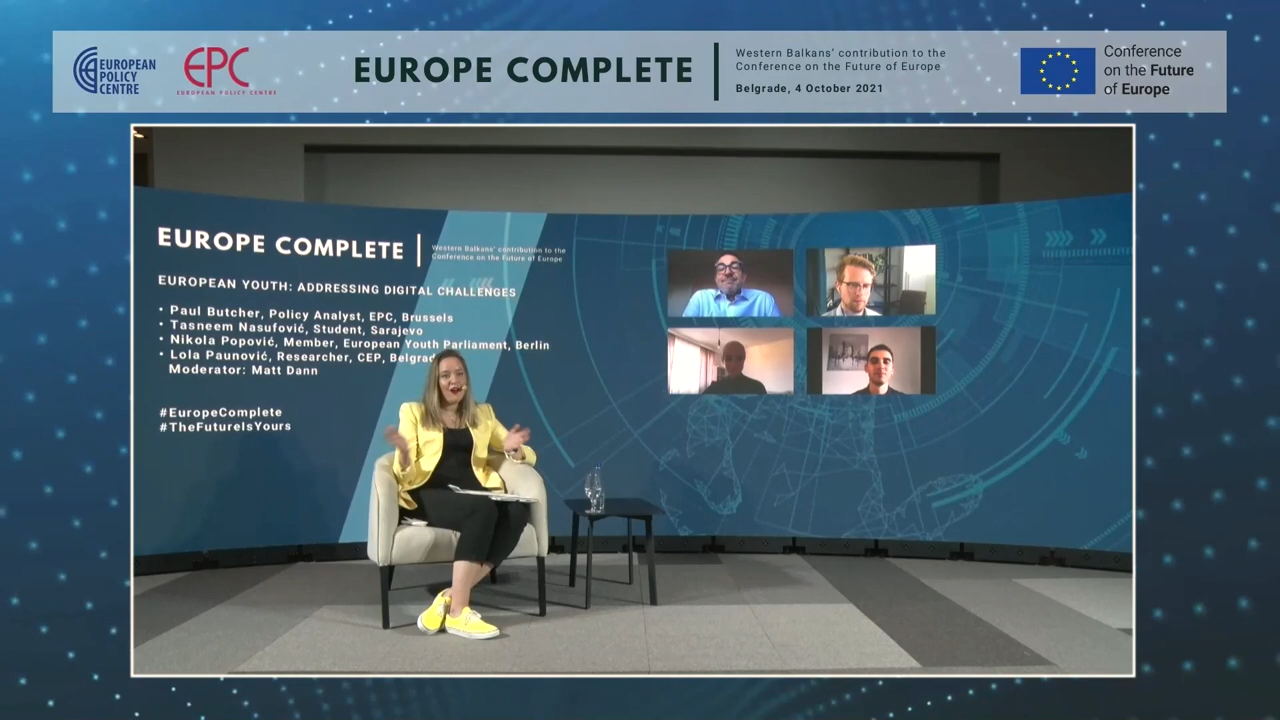 EUROPEAN
POLICY
CENTRE
EPC
EUROPEAN POLICY CENTRE
EUROPE COMPLETE
Western Balkans' contribution to the
Conference on the Future of Europe
Belgrade, 4 October 2021
Conference
on the Future
of Europe
EUROPE COMPLETE
Western Balkans' contribution to the
Conference on the Future of Europe
EUROPEAN YOUTH: ADDRESSING DIGITAL CHALLENGES
• Paul Butcher, Policy Analyst, EPC, Brussels
• Tasneem Nasufović, Student, Sarajevo
• Nikola Popović, Member, European Youth Parliament, Berlin
• Lola Paunović, Researcher, CEP, Belgrad
Moderator: Matt Dann
#EuropeComplete
#TheFutureIsYours